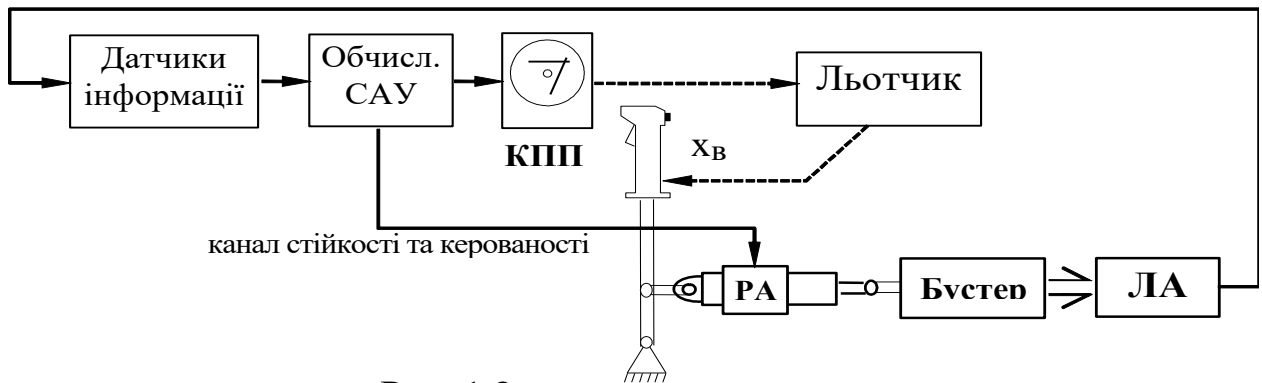 Датчики
інформації
Обчисл.
САУ
КПП
Льотчик
xв
канал стійкості та керованості
РА
Бустер
ЛА